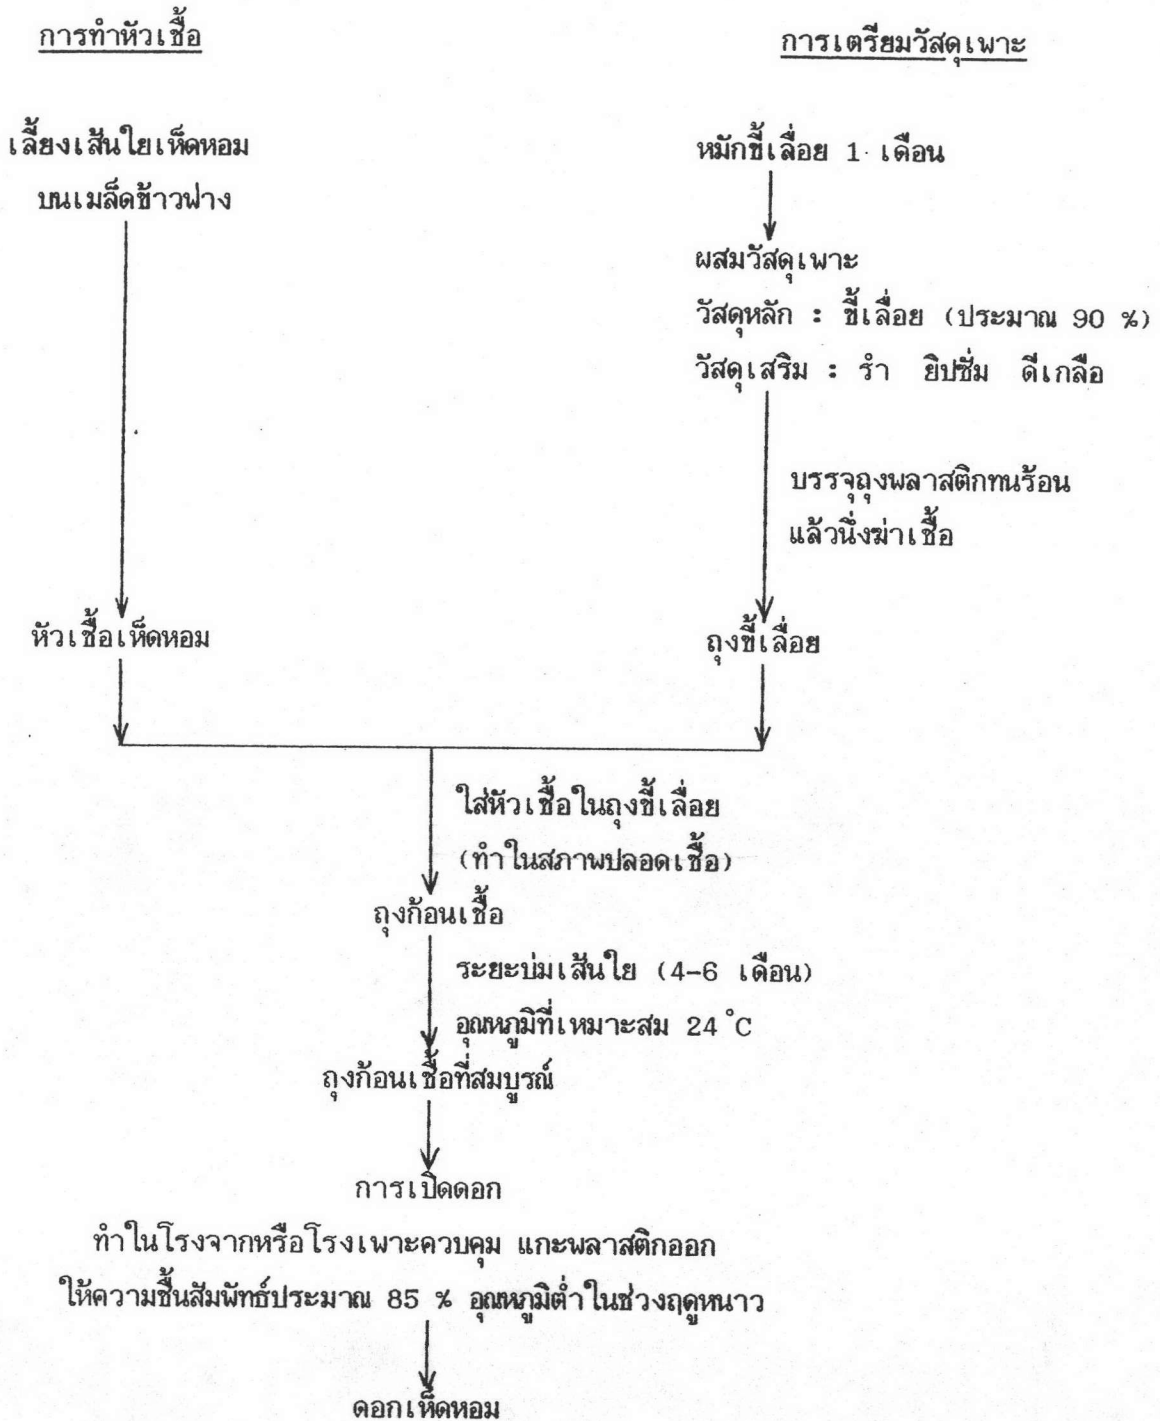 การทำหัวเชื้อ
การเตรียมวัสดุเพาะ
เลี้ยงเส้นใยเห็ดหอม
บนเมล็ดข้าวฟ่าง
หมักขี้เลื่อย 1 เดือน
ผสมวัสดุเพาะ
วัสดุหลัก : ขี้เลื่อย (ประมาณ 90 %)
วัสดุเสริม : รำ ยิปซั่ม ดีเกลือ
บรรจุถุงพลาสติกทนร้อน
แล้วนึ่งฆ่าเชื้อ
หัวเชื้อเห็ดหอม
ถุงขี้เลื่อย
ใส่หัวเชื้อในถุงขี้เลื่อย
(ทำในสภาพปลอดเชื้อ)
ถุงก้อนเชื้อ
ระยะบ่มเส้นใย (4-6 เดือน)
อุณหภูมิที่เหมาะสม 24 °C
ถุงก้อนเชื้อที่สมบูรณ์
การเปิดดอก
ทำในโรงจากหรือโรงเพาะควบคุม แกะพลาสติกออก
ให้ความชื้นสัมพัทธ์ประมาณ 85 % อุณหภูมิต่ำในช่วงฤดูหนาว
ดอกเห็ดหอม